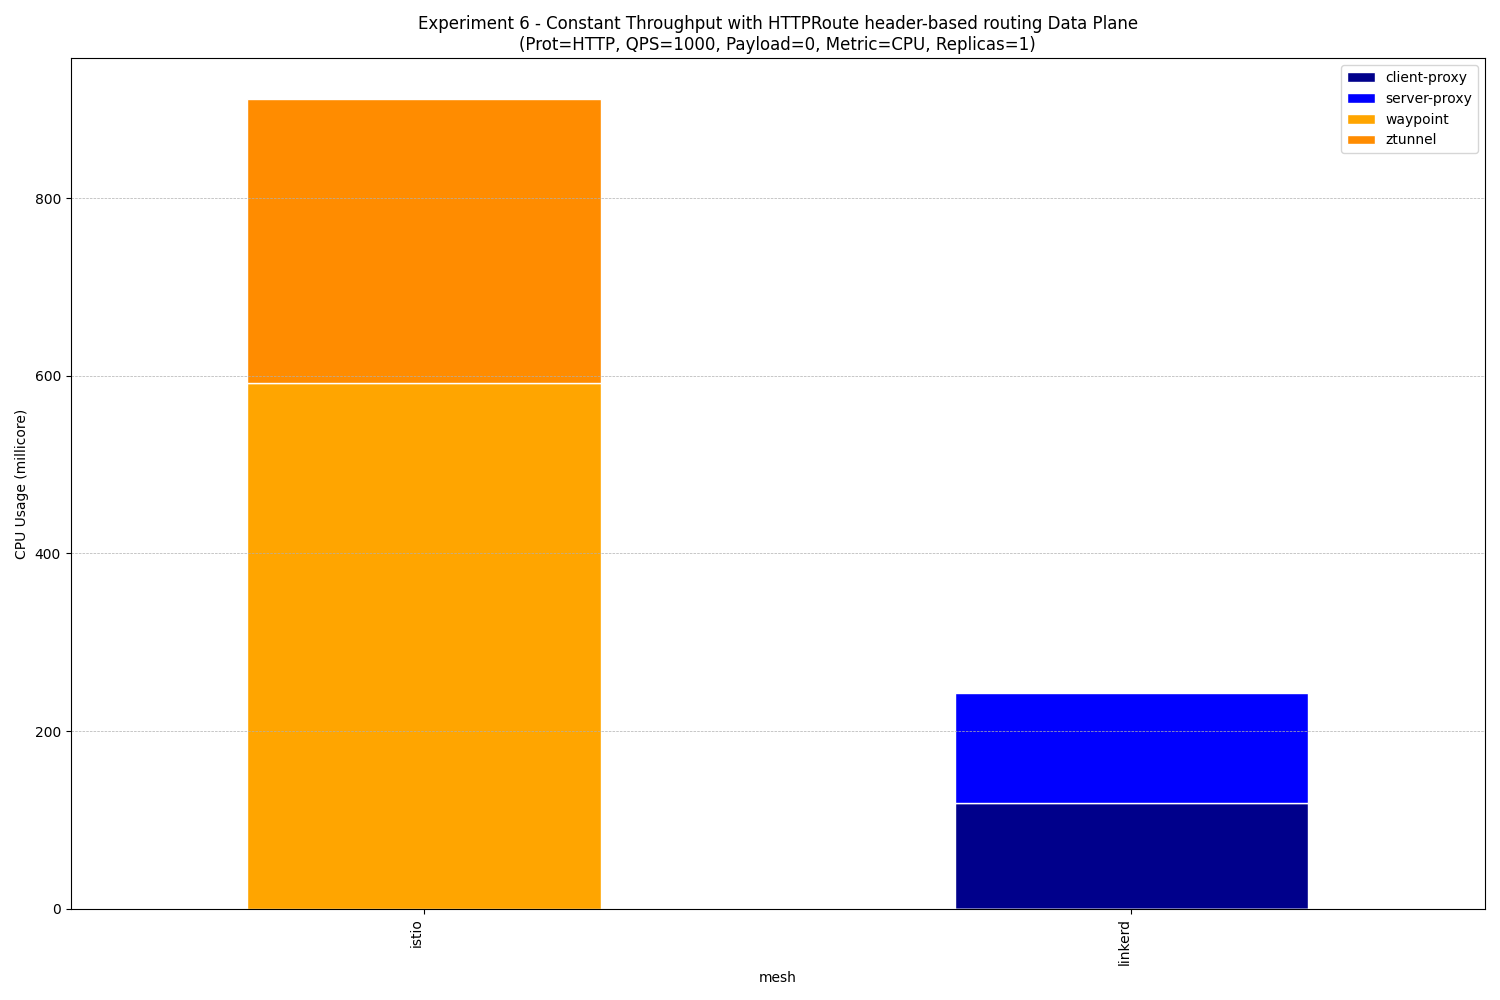 Experiment 6 - Constant Throughput with HTTPRoute header-based routing Data Plane
(Prot=HTTP, QPS=1000, Payload=0, Metric=CPU, Replicas=1)
client-proxy
server-proxy
waypoint
ztunnel
800
600
400
200
0
CPU Usage (millicore)
istio
linkerd
mesh